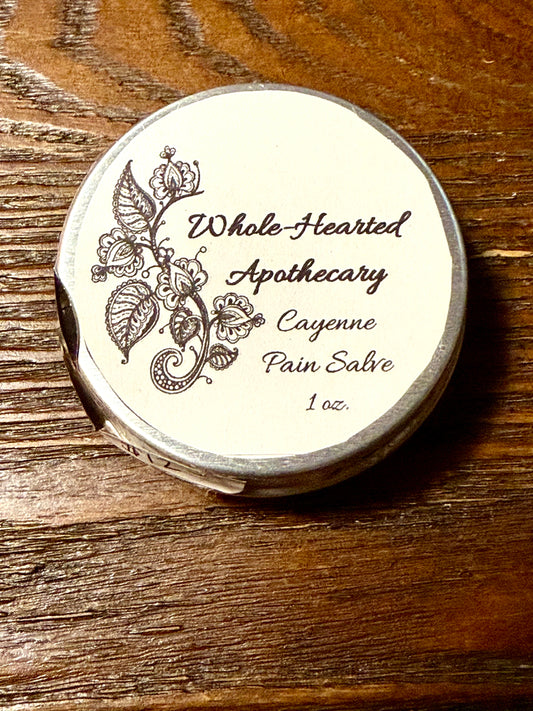 Whole-Hearted
Apothecary
Cayenne
Pain Salve
1 oz.